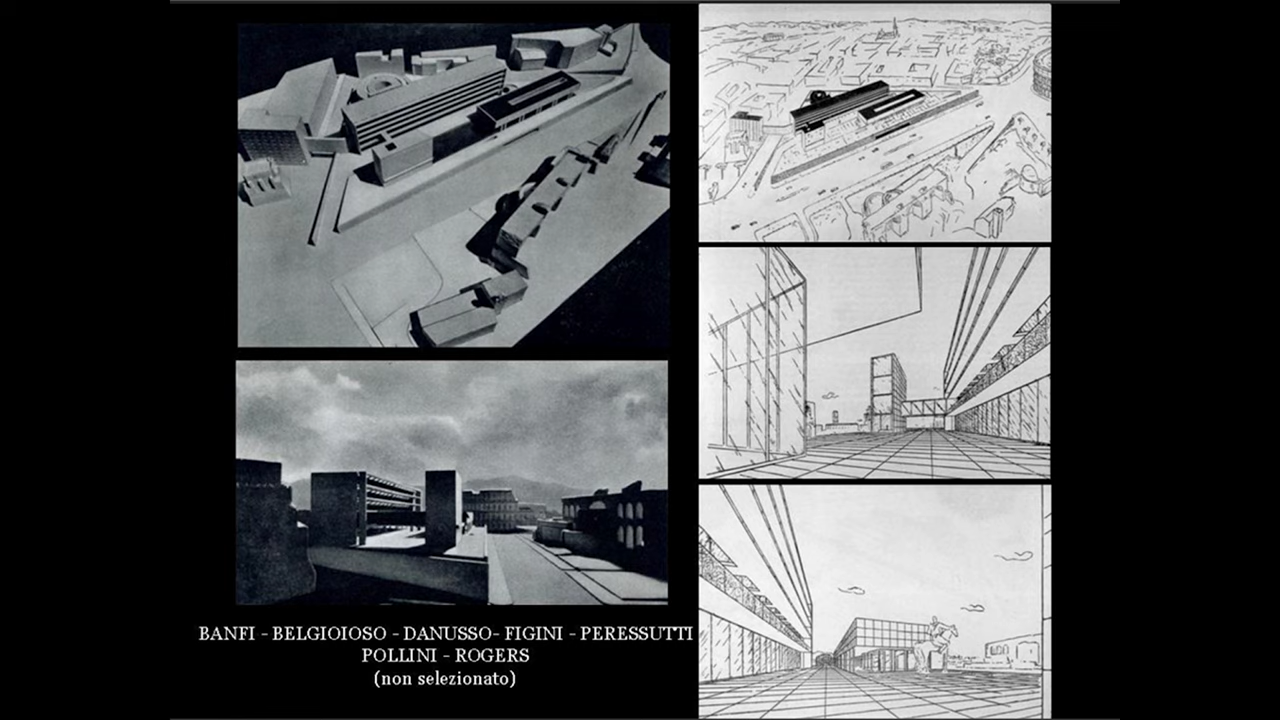 BANFI - BELGIOIOSO - DANUSSO- FIGINI - PERESSUTTI
POLLINI - ROGERS
(non selezionato)